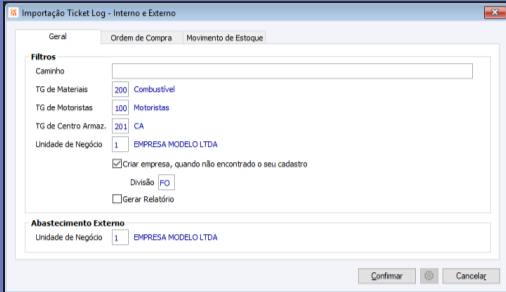 Importação Ticket Log - Interno e Externo
Geral Ordem de Compra Movimento de Estoque
Filtros
Caminho
TG de Materiais 200 Combustível
TG de Motoristas 100 Motoristas
TG de Centro Armaz. 201 CA
Unidade de Negócio 1 EMPRESA MODELO LTDA
Criar empresa, quando não encontrado o seu cadastro
Divisão FO
Gerar Relatório
Abastecimento Externo
Unidade de Negócio 1 EMPRESA MODELO LTDA
Confirmar Cancelar